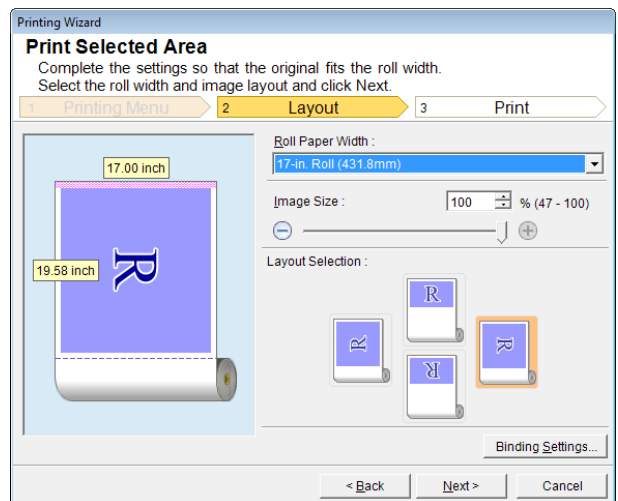 Printing Wizard
Print Selected Area
Complete the settings so that the original fits the roll width.
Select the roll width and image layout and click Next.
1 Printing Menu 2 Layout 3 Print
Roll Paper Width :
17-in. Roll (431.8mm)
17.00 inch
Image Size : 100 % (47 - 100)
19.58 inch
R
Layout Selection :
R
R
R
R
Binding Settings...
< Back Next > Cancel